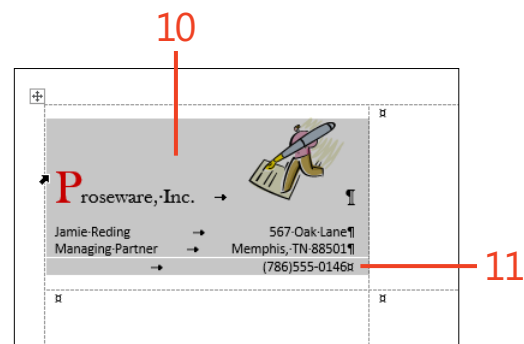 10
Proseware,·Inc. → ¶
Jamie·Reding → 567·Oak·Lane¶
Managing·Partner → Memphis,·TN·88501¶
→ (786)555-0146¤
11